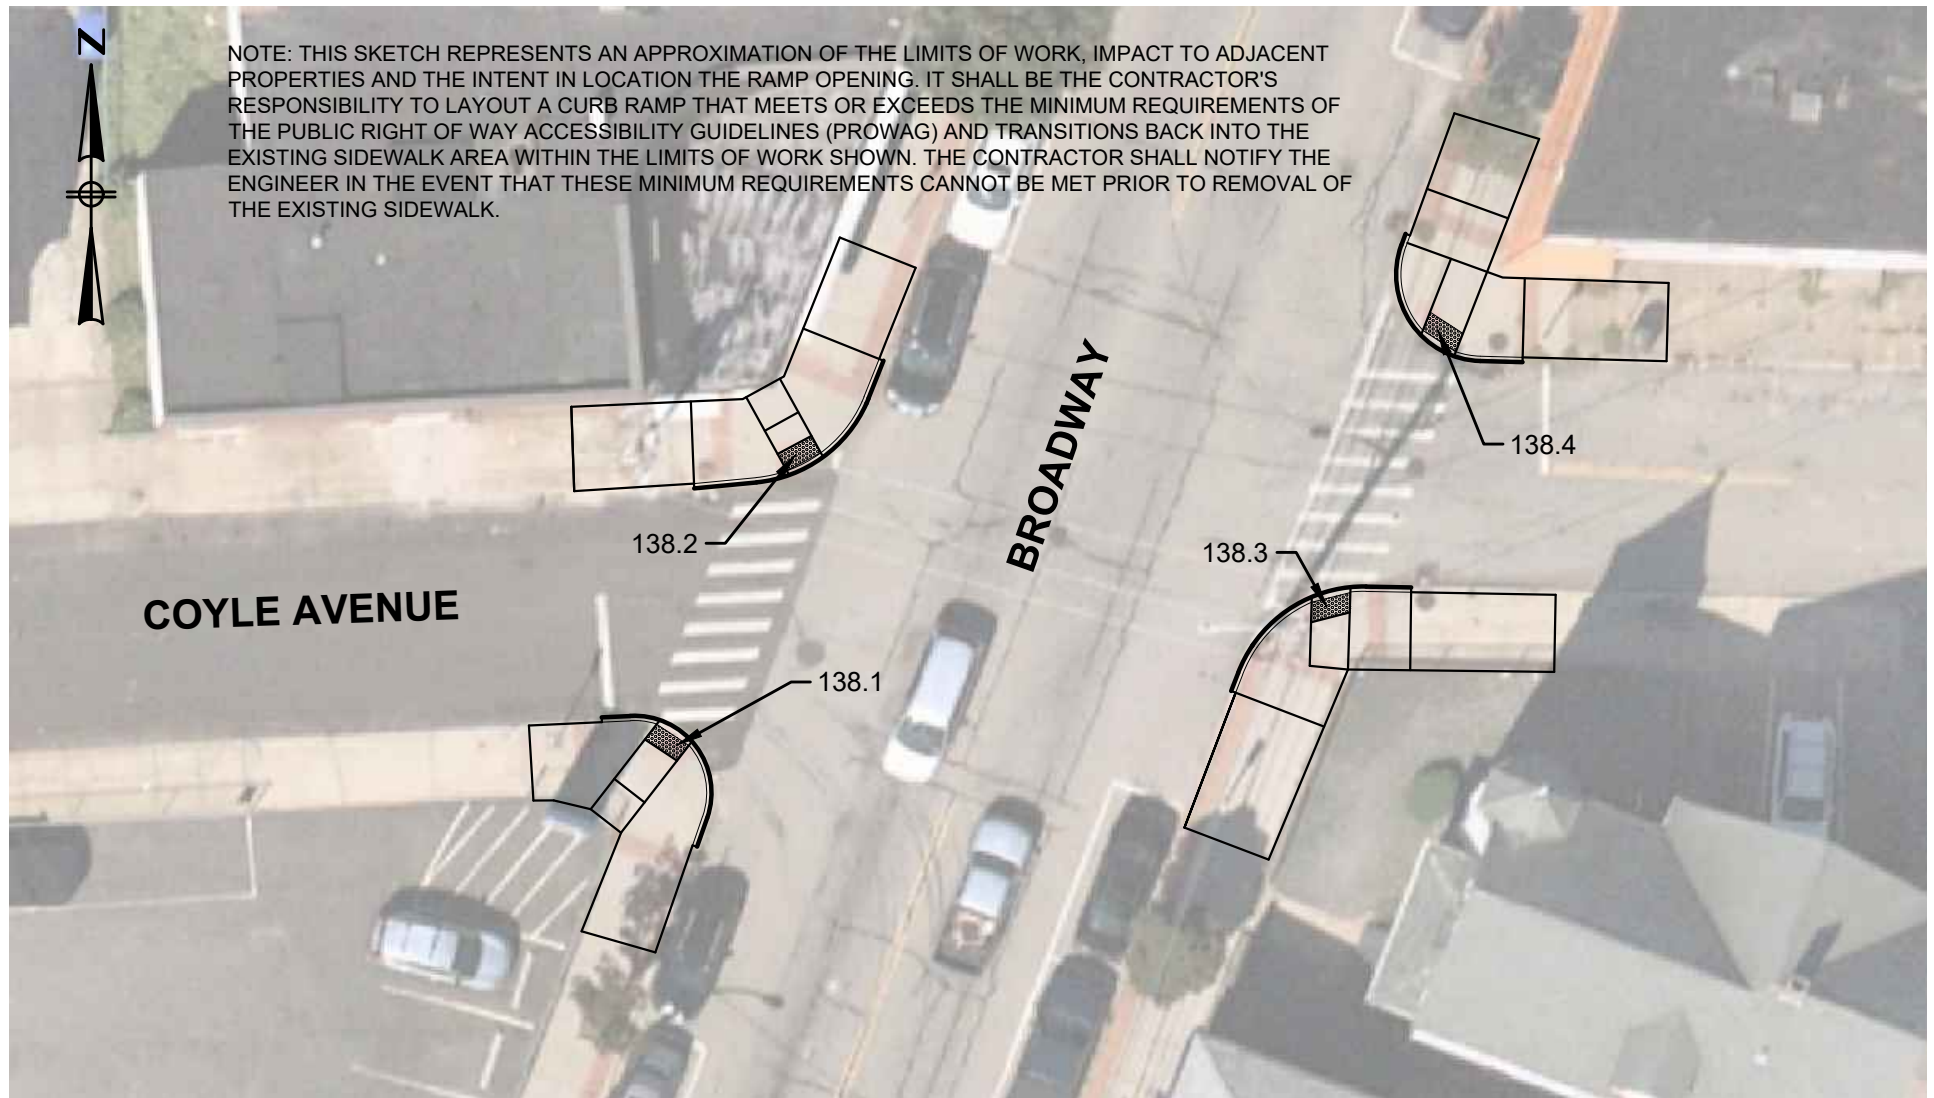 N
NOTE: THIS SKETCH REPRESENTS AN APPROXIMATION OF THE LIMITS OF WORK, IMPACT TO ADJACENT
PROPERTIES AND THE INTENT IN LOCATION THE RAMP OPENING. IT SHALL BE THE CONTRACTOR'S
RESPONSIBILITY TO LAYOUT A CURB RAMP THAT MEETS OR EXCEEDS THE MINIMUM REQUIREMENTS OF
THE PUBLIC RIGHT OF WAY ACCESSIBILITY GUIDELINES (PROWAG) AND TRANSITIONS BACK INTO THE
EXISTING SIDEWALK AREA WITHIN THE LIMITS OF WORK SHOWN. THE CONTRACTOR SHALL NOTIFY THE
ENGINEER IN THE EVENT THAT THESE MINIMUM REQUIREMENTS CANNOT BE MET PRIOR TO REMOVAL OF
THE EXISTING SIDEWALK.
138.4
BROADWAY
138.2
138.3
COYLE AVENUE
138.1